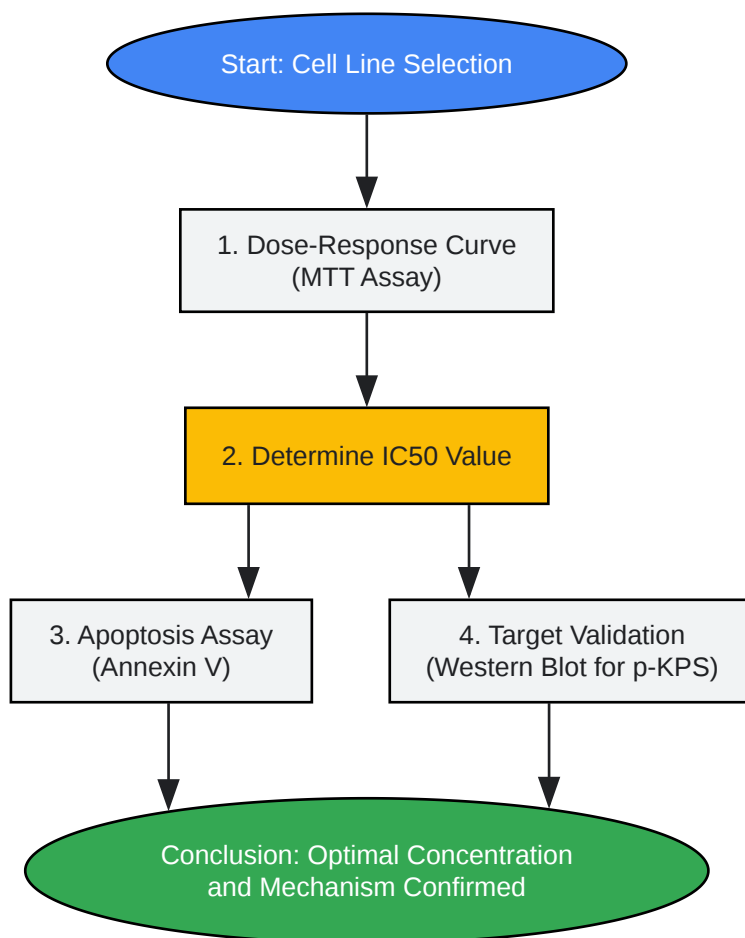 Start: Cell Line Selection
1. Dose-Response Curve
(MTT Assay)
2. Determine IC50 Value
3. Apoptosis Assay
(Annexin V)
4. Target Validation
(Western Blot for p-KPS)
Conclusion: Optimal Concentration
and Mechanism Confirmed